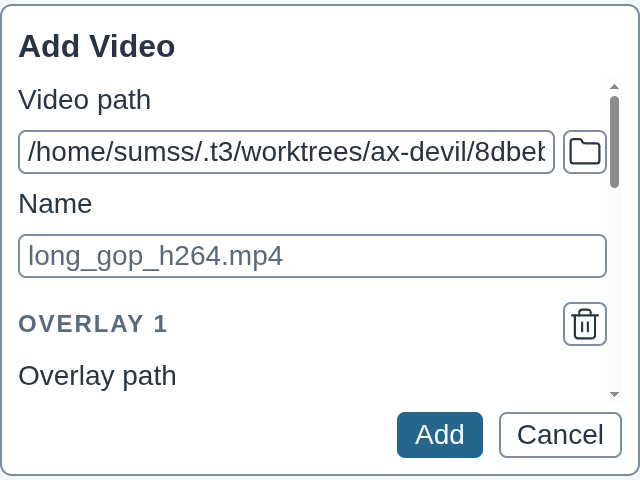 Add Video
Video path
/home/sumss/.t3/worktrees/ax-devil/8dbeb
Name
long_gop_h264.mp4
OVERLAY 1
Overlay path
Add Cancel